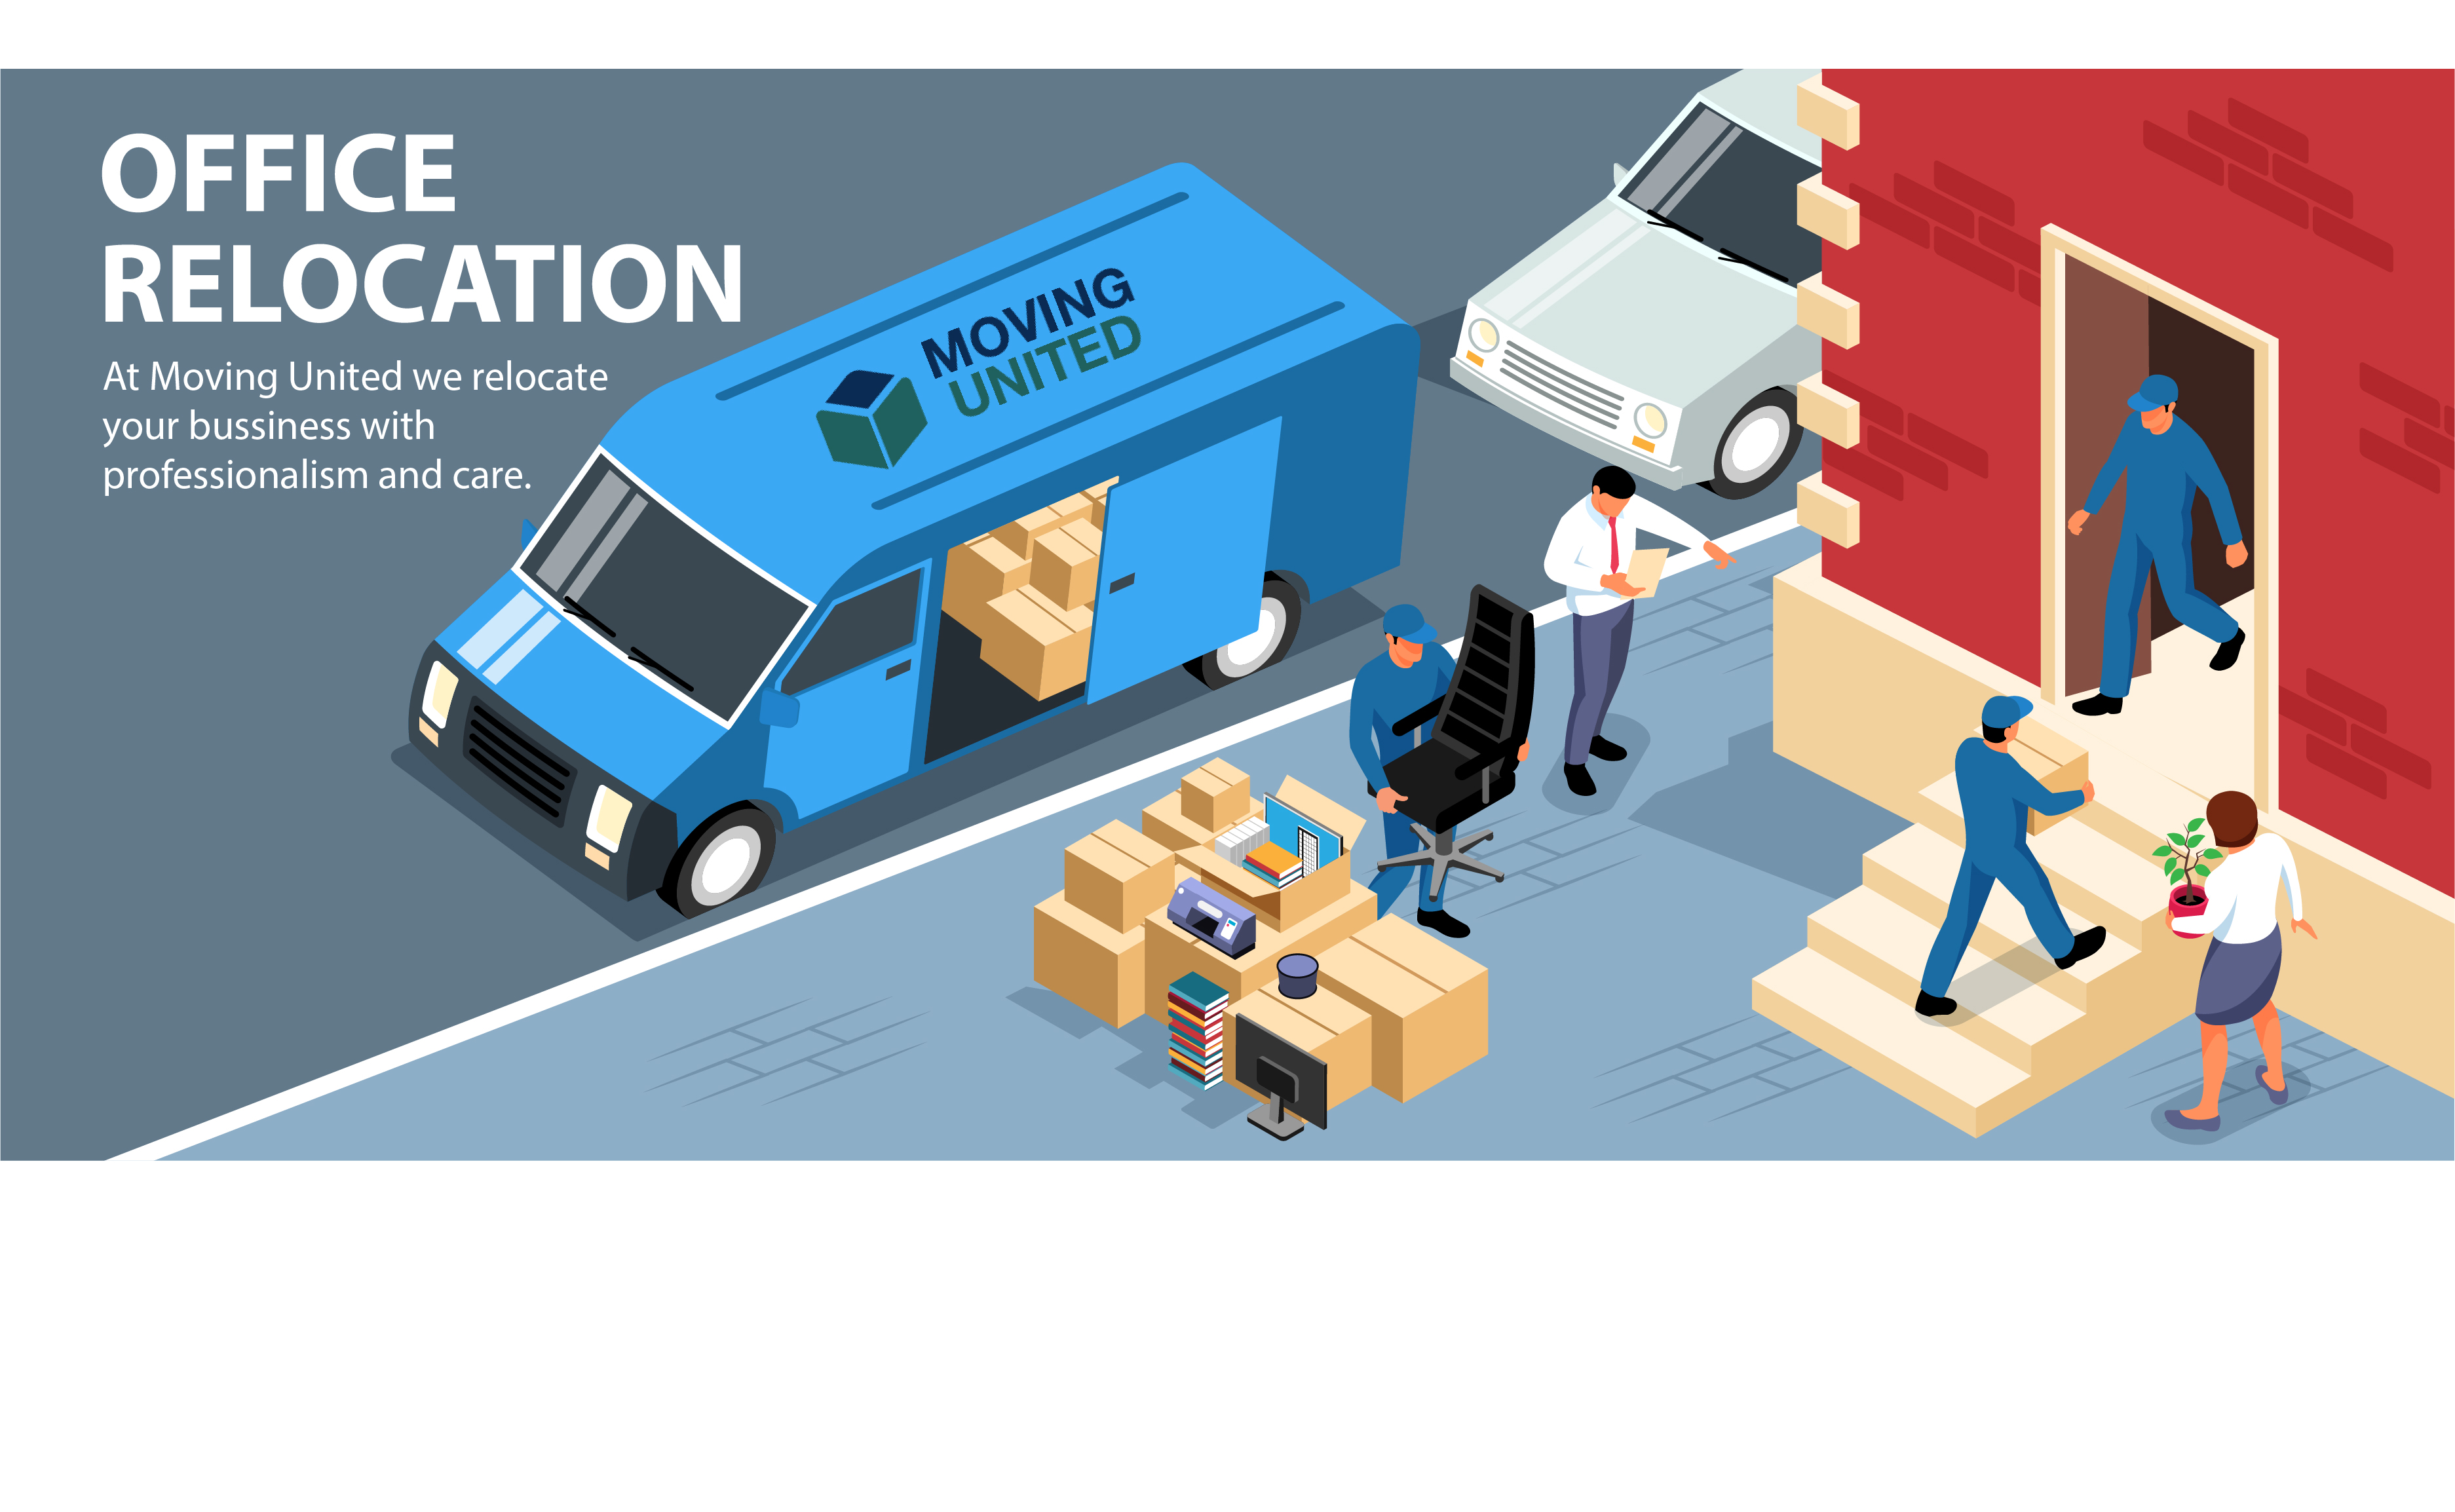 OFFICE
RELOCATION
At Moving United we relocate
your bussiness with
professionalism and care.
MOVING
UNITED